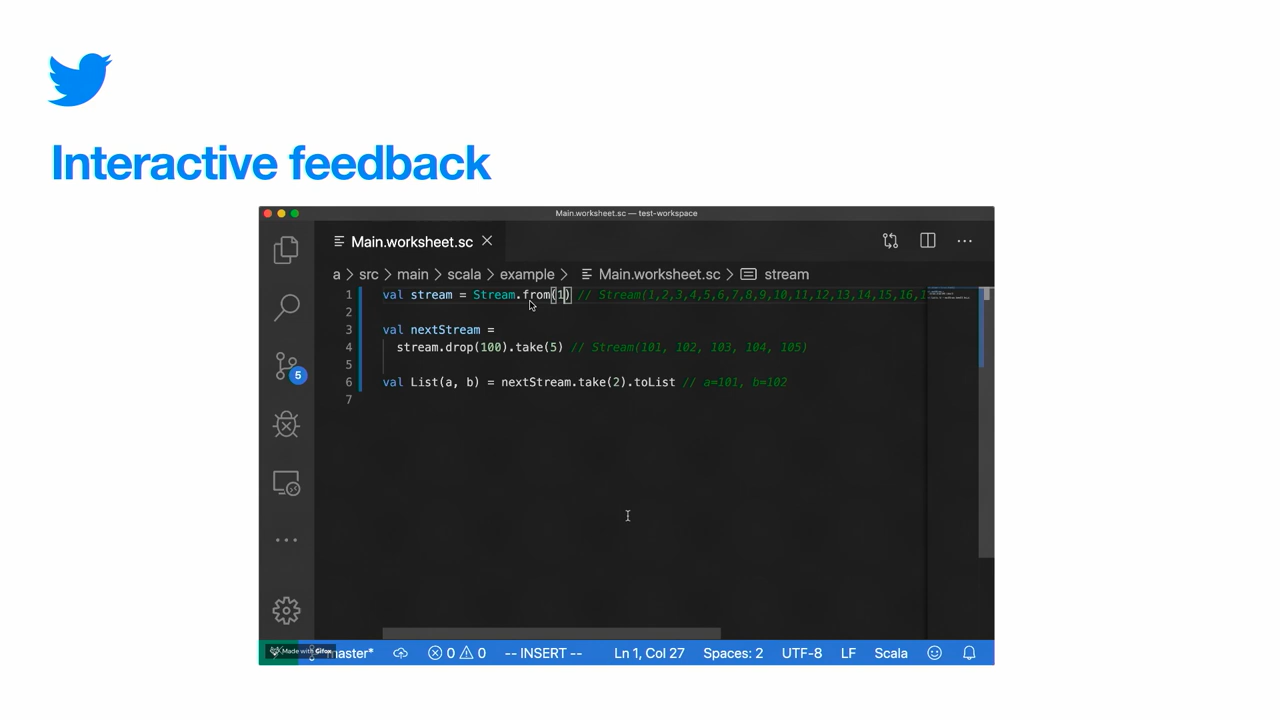 Interactive feedback
Main.worksheet.sc — test-workspace
Main.worksheet.sc
a > src > main > scala > example > Main.worksheet.sc > stream
1 val stream = Stream.from(1) // Stream(1,2,3,4,5,6,7,8,9,10,11,12,13,14,15,16,1
2
3 val nextStream =
4 stream.drop(100).take(5) // Stream(101, 102, 103, 104, 105)
5
6 val List(a, b) = nextStream.take(2).toList // a=101, b=102
7
5
Made with Gifox master* 0 0 -- INSERT -- Ln 1, Col 27 Spaces: 2 UTF-8 LF Scala